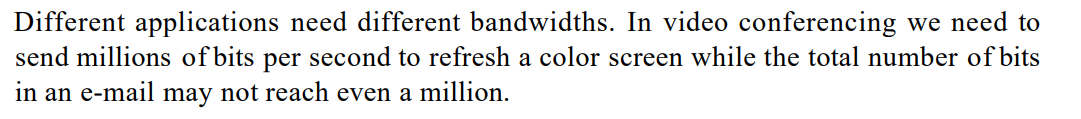 Different applications need different bandwidths. In video conferencing we need to
send millions of bits per second to refresh a color screen while the total number of bits
in an e-mail may not reach even a million.